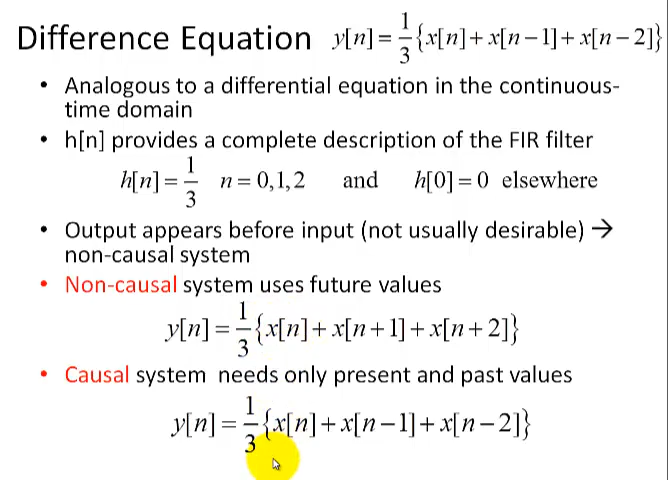 Difference Equation y[n] = 1/3 {x[n] + x[n − 1] + x[n − 2]}
• Analogous to a differential equation in the continuous-
time domain
• h[n] provides a complete description of the FIR filter
h[n] = 1/3 n = 0,1,2 and h[0] = 0 elsewhere
• Output appears before input (not usually desirable) →
non-causal system
• Non-causal system uses future values
y[n] = 1/3 {x[n] + x[n + 1] + x[n + 2]}
• Causal system needs only present and past values
y[n] = 1/3 {x[n] + x[n − 1] + x[n − 2]}